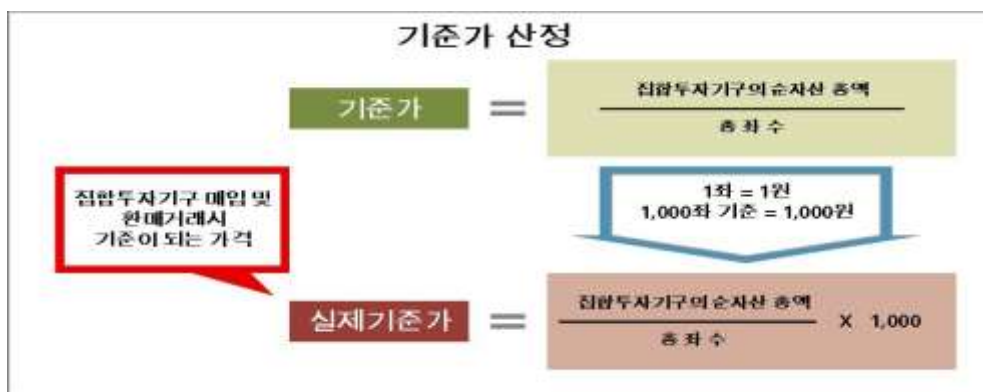 기준가 산정
기준가
=
집합투자기구의 순자산 총액
총 좌 수
집합투자기구 매입 및
환매거래시
기준이 되는 가격
1좌 = 1원
1,000좌 기준 = 1,000원
실제기준가
=
집합투자기구의 순자산 총액
총 좌 수
X 1,000